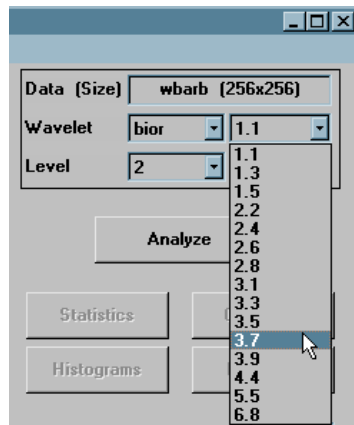 Data (Size) wbarb (256x256)
Wavelet bior 1.1
Level 2
1.1
1.3
1.5
2.2
2.4
2.6
2.8
3.1
3.3
3.5
3.7
3.9
4.4
5.5
6.8
Analyze
Statistics
Histograms